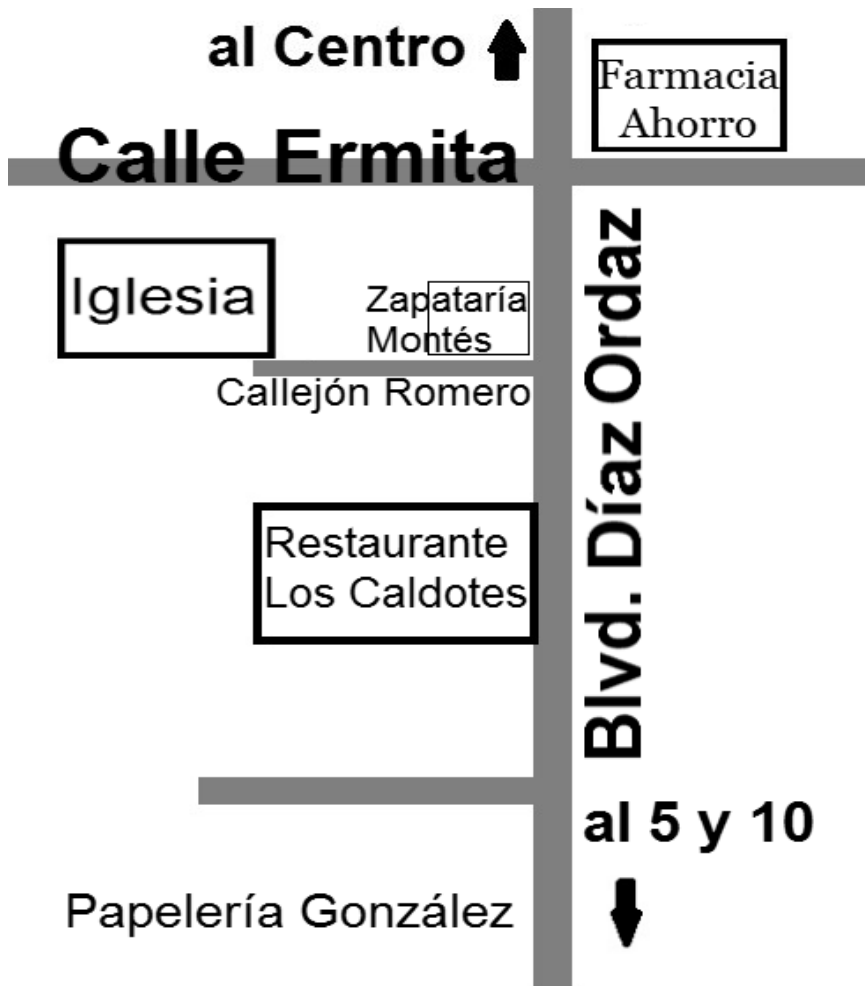 al Centro
Farmacia
Ahorro
Calle Ermita
Iglesia
Zapataría
Montés
Callejón Romero
Blvd. Díaz Ordaz
Restaurante
Los Caldotes
al 5 y 10
Papelería González